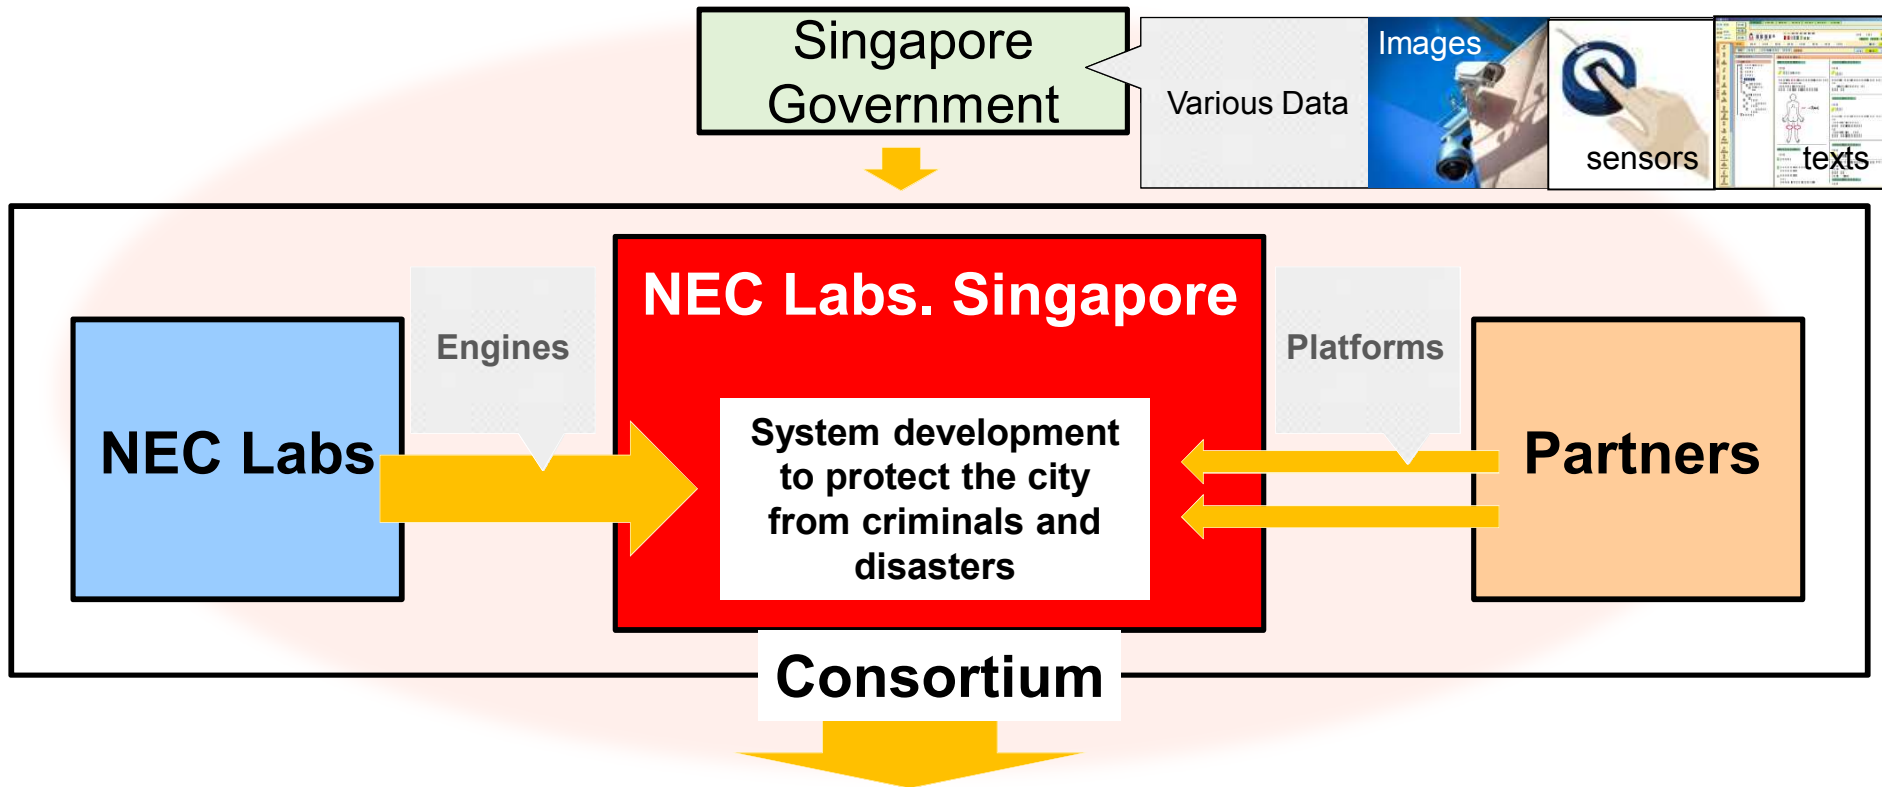 Singapore
Government
Various Data
Images
sensors
texts
NEC Labs. Singapore
Engines
Platforms
NEC Labs
System development
to protect the city
from criminals and
disasters
Partners
Consortium